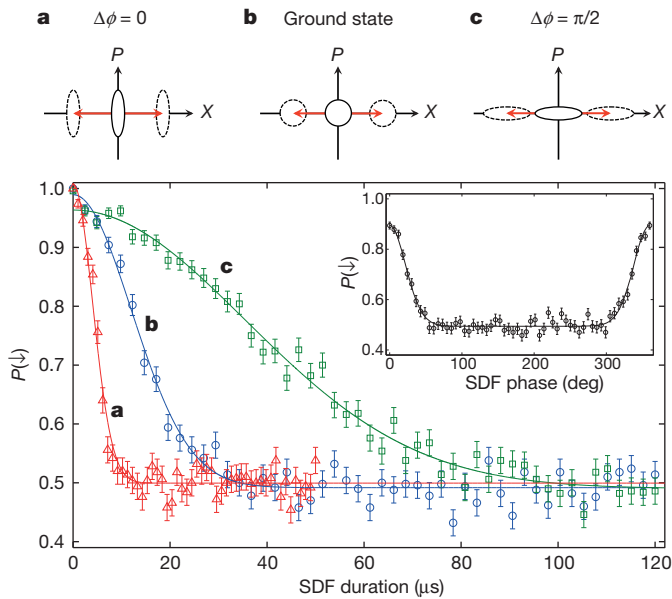 a Δϕ = 0 b Ground state c Δϕ = π/2
P P P
X X X
1.0
0.9
0.8
0.7
0.6
0.5
0.4
P(↓)
a
b
c
0 20 40 60 80 100 120
SDF duration (μs)
1.0
0.8
0.6
0.4
P(↓)
0 100 200 300
SDF phase (deg)